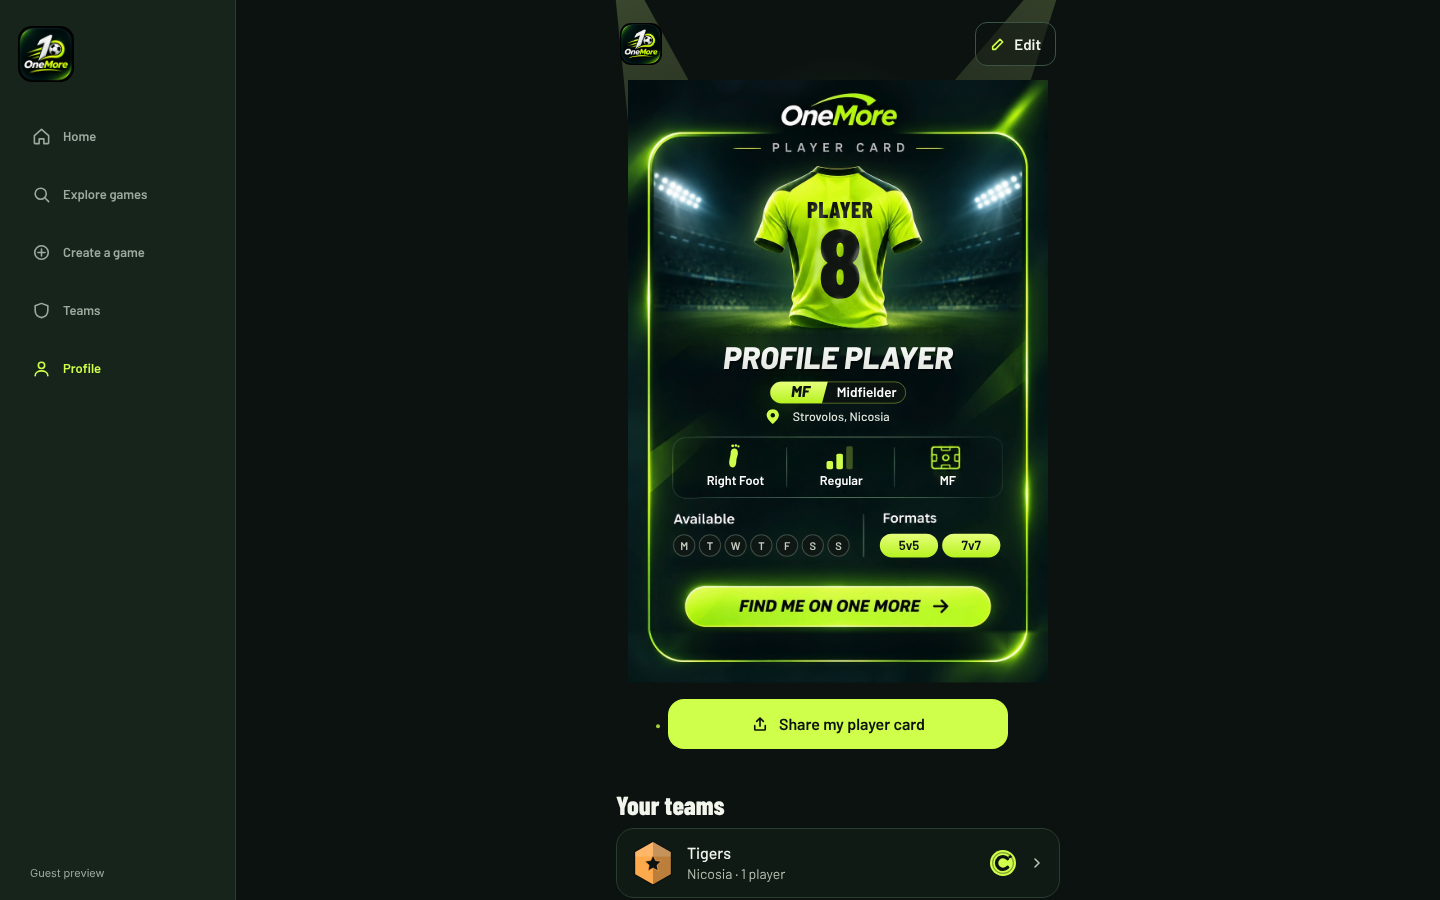 1
OneMore
Home
Explore games
Create a game
Teams
Profile
Guest preview
1
OneMore
Edit
OneMore
PLAYER CARD
PLAYER
8
PROFILE PLAYER
MF Midfielder
Strovolos, Nicosia
Right Foot Regular MF
Available Formats
M T W T F S S 5v5 7v7
FIND ME ON ONE MORE →
Share my player card
Your teams
Tigers
Nicosia · 1 player
C